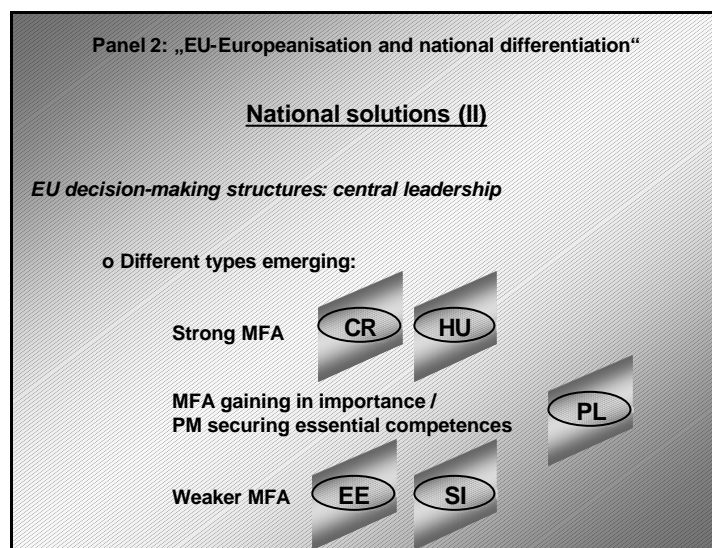 Panel 2: „EU-Europeanisation and national differentiation“
National solutions (II)
EU decision-making structures: central leadership
o Different types emerging:
Strong MFA CR HU
MFA gaining in importance /
PM securing essential competences PL
Weaker MFA EE SI